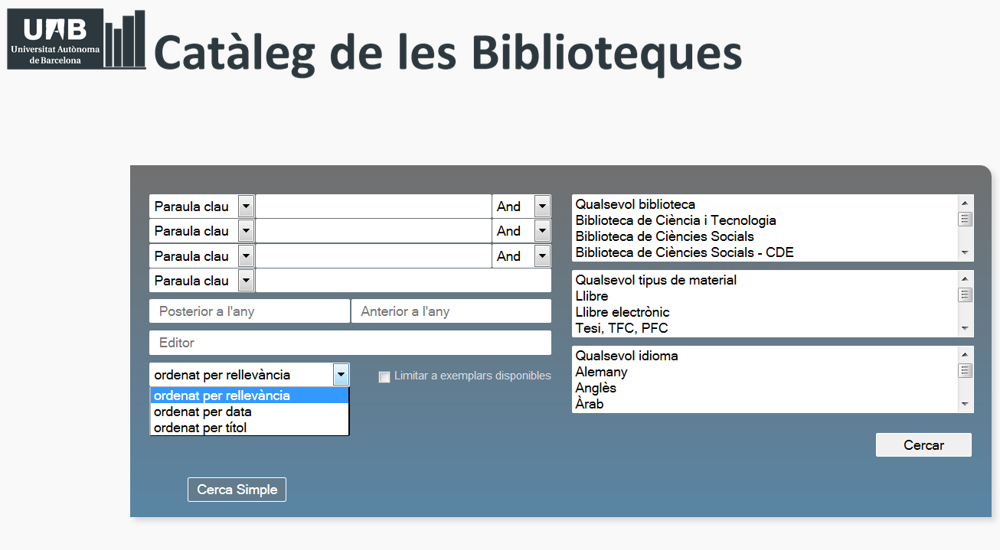 UAB
Universitat Autònoma
de Barcelona
Catàleg de les Biblioteques
Paraula clau And
Paraula clau And
Paraula clau And
Paraula clau
Posterior a l'any Anterior a l'any
Editor
ordenat per rellevància Limitar a exemplars disponibles
ordenat per rellevància
ordenat per data
ordenat per títol
Qualsevol biblioteca
Biblioteca de Ciència i Tecnologia
Biblioteca de Ciències Socials
Biblioteca de Ciències Socials - CDE
Qualsevol tipus de material
Llibre
Llibre electrònic
Tesi, TFC, PFC
Qualsevol idioma
Alemany
Anglès
Àrab
Cercar
Cerca Simple